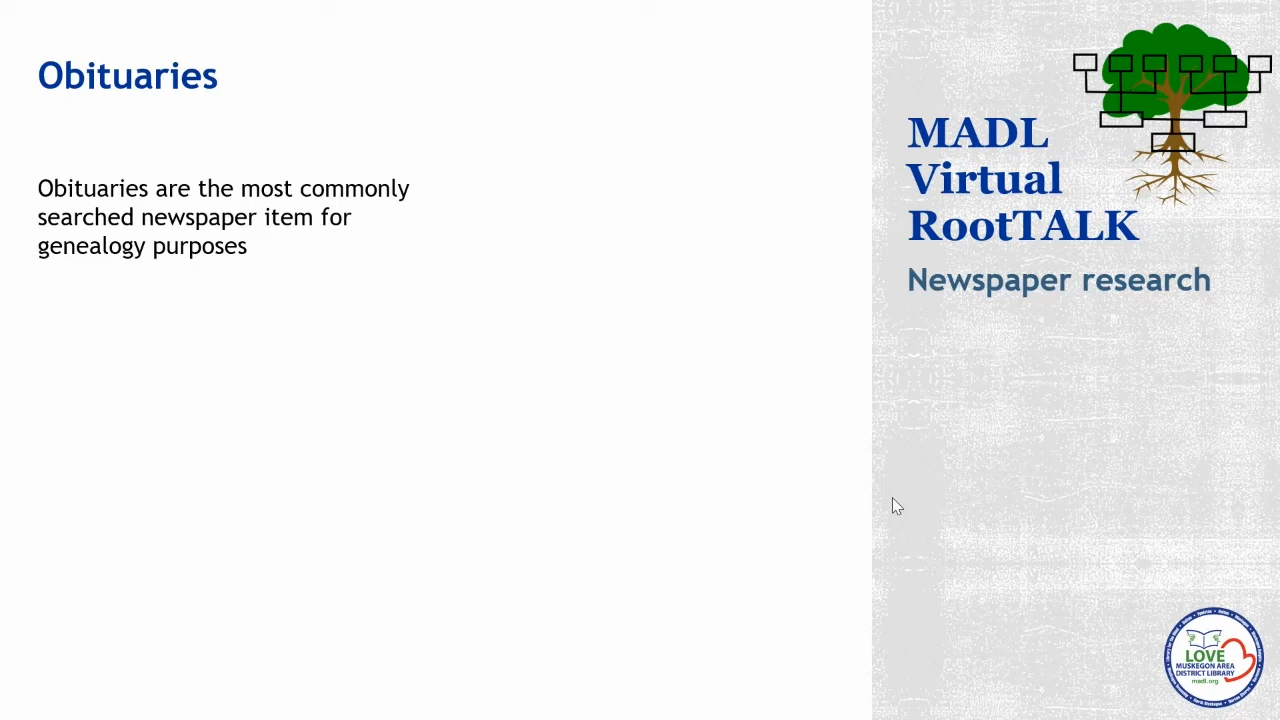 Obituaries
Obituaries are the most commonly
searched newspaper item for
genealogy purposes
MADL
Virtual
RootTALK
Newspaper research
LOVE
MUSKEGON AREA
DISTRICT LIBRARY
madl.org